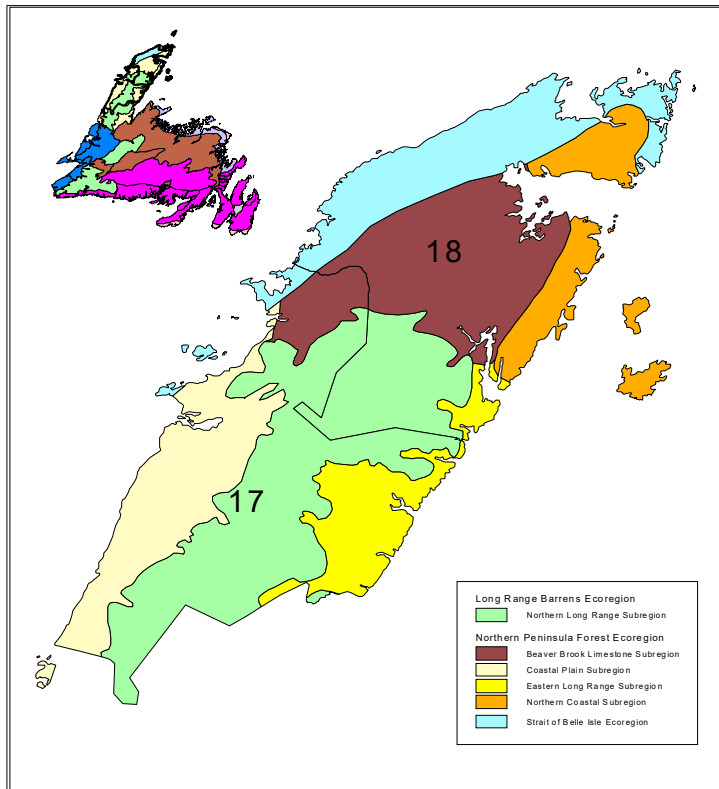 18
17
Long Range Barrens Ecoregion
Northern Long Range Subregion
Northern Peninsula Forest Ecoregion
Beaver Brook Limestone Subregion
Coastal Plain Subregion
Eastern Long Range Subregion
Northern Coastal Subregion
Strait of Belle Isle Ecoregion